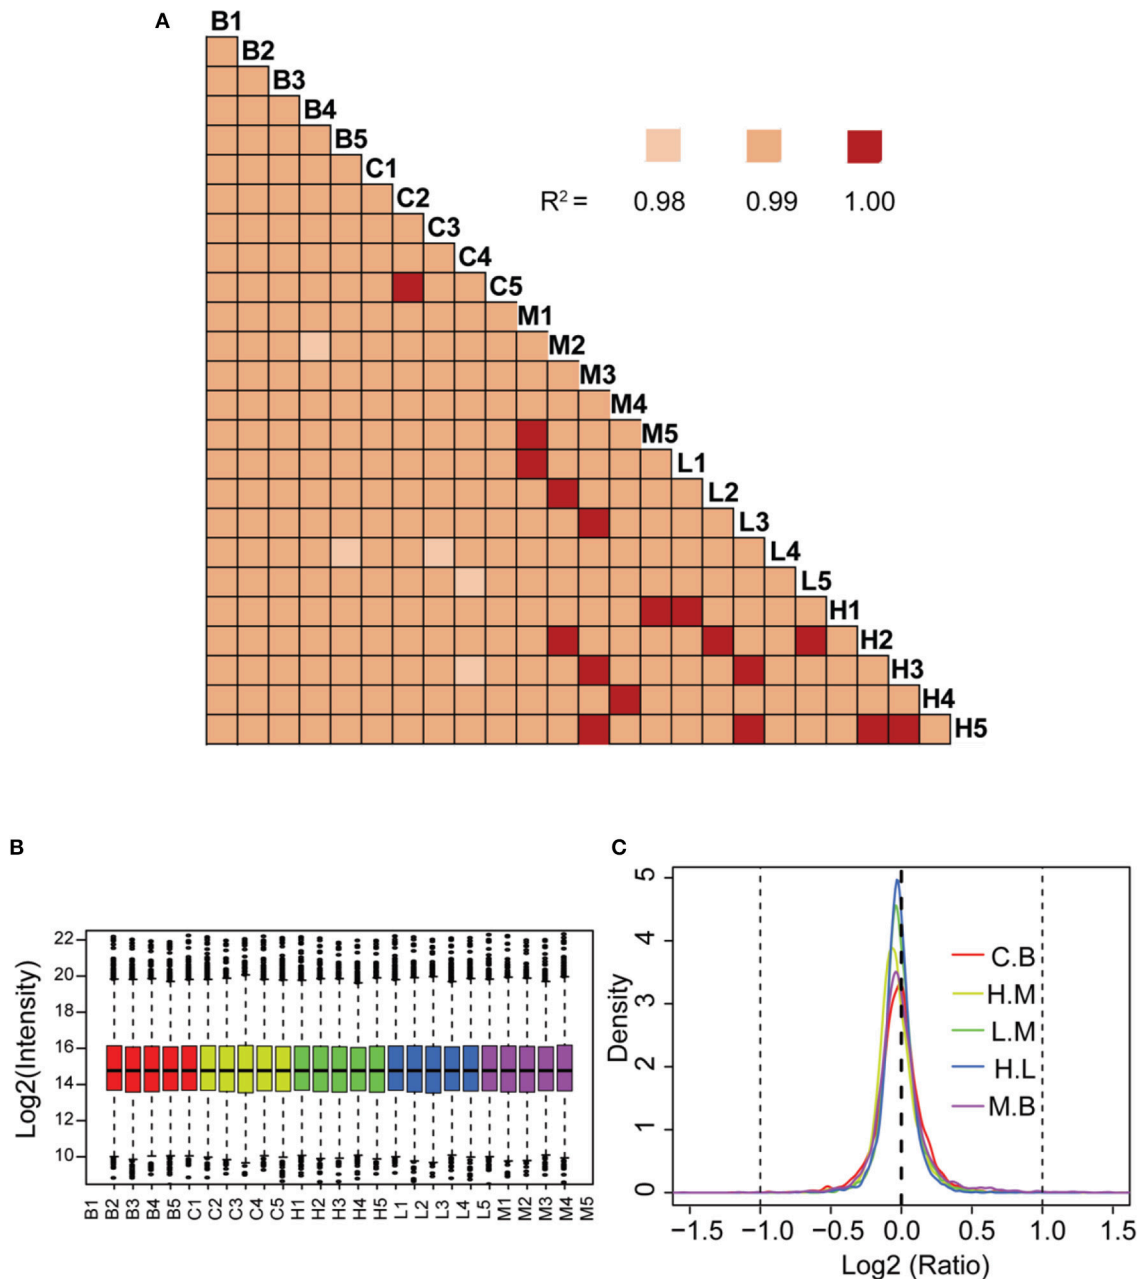 A
B1
B2
B3
B4
B5
C1
C2
C3
C4
C5
M1
M2
M3
M4
M5
L1
L2
L3
L4
L5
H1
H2
H3
H4
H5
R2 = 0.98 0.99 1.00
B
Log2(Intensity)
22
20
18
16
14
12
10
B1 B2 B3 B4 B5 C1 C2 C3 C4 C5 H1 H2 H3 H4 H5 L1 L2 L3 L4 L5 M1 M2 M3 M4 M5
C
Density
5
4
3
2
1
0
C.B
H.M
L.M
H.L
M.B
−1.5 −1.0 −0.5 0.0 0.5 1.0 1.5
Log2 (Ratio)